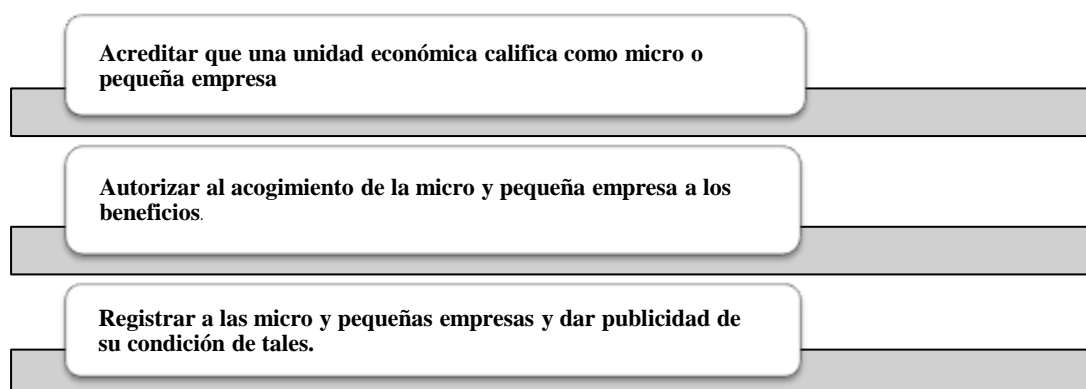 Acreditar que una unidad económica califica como micro o
pequeña empresa
Autorizar al acogimiento de la micro y pequeña empresa a los
beneficios.
Registrar a las micro y pequeñas empresas y dar publicidad de
su condición de tales.